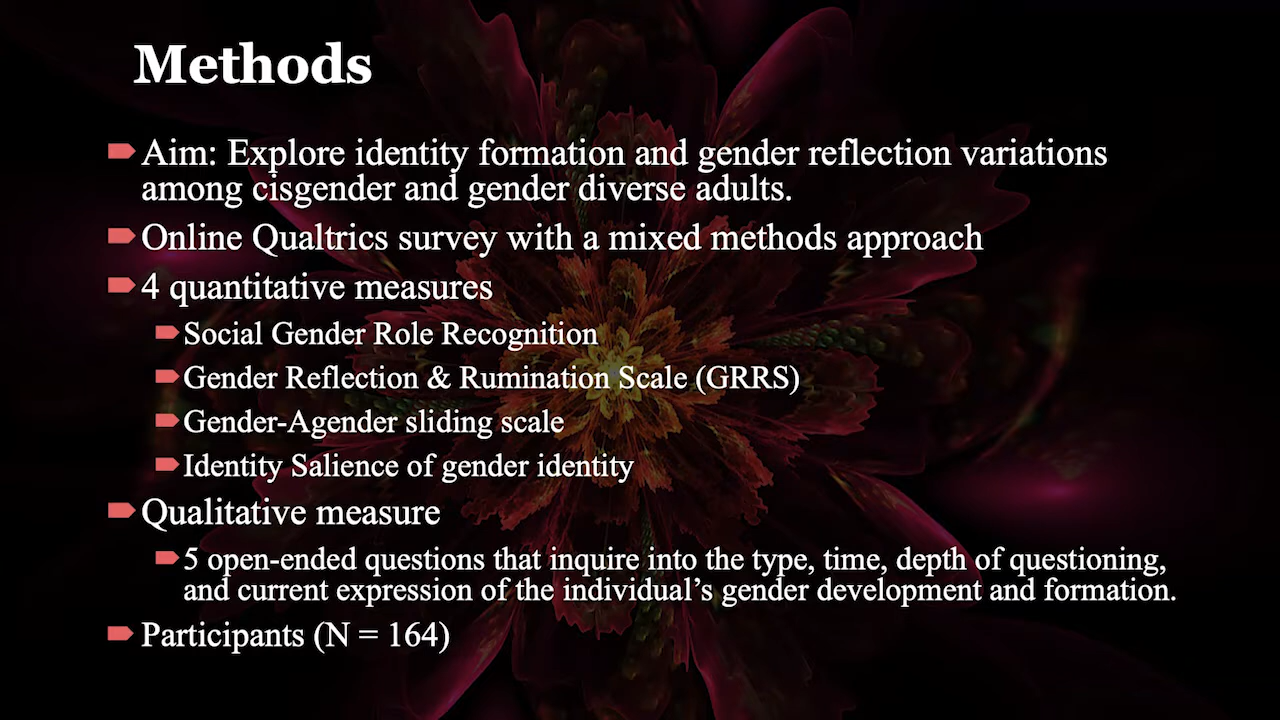 Methods
Aim: Explore identity formation and gender reflection variations
among cisgender and gender diverse adults.
Online Qualtrics survey with a mixed methods approach
4 quantitative measures
Social Gender Role Recognition
Gender Reflection & Rumination Scale (GRRS)
Gender-Agender sliding scale
Identity Salience of gender identity
Qualitative measure
5 open-ended questions that inquire into the type, time, depth of questioning,
and current expression of the individual’s gender development and formation.
Participants (N = 164)